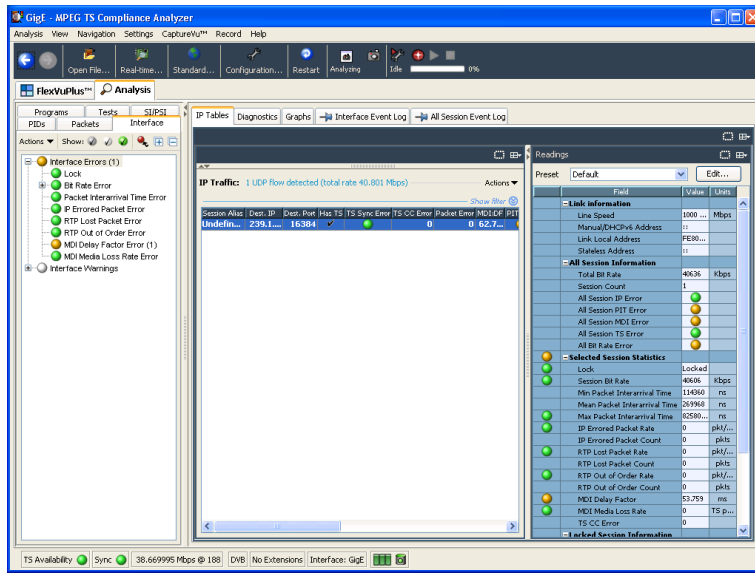 GigE - MPEG TS Compliance Analyzer
Analysis View Navigation Settings CaptureVu™ Record Help
Open File... Real-time... Standard... Configuration... Restart Analyzing Idle 0%
FlexVuPlus™ Analysis
Programs Tests SI/PSI
PIDs Packets Interface
Actions Show:
Interface Errors (1)
Lock
Bit Rate Error
Packet Interarrival Time Error
IP Errored Packet Error
RTP Lost Packet Error
RTP Out of Order Error
MDI Delay Factor Error (1)
MDI Media Loss Rate Error
Interface Warnings
IP Tables Diagnostics Graphs Interface Event Log All Session Event Log
IP Traffic: 1 UDP flow detected (total rate 40.801 Mbps) Actions
Show filter
Session Alias Dest. IP Dest. Port Has TS TS Sync Error TS CC Error Packet Error MDI:DF PIT
Undefin... 239.1.... 16384 0 0 62.7...
Readings
Preset Default Edit...
Field Value Units
Link information
Line Speed 1000 ... Mbps
Manual/DHCPv6 Address ::
Link Local Address FE80...
Stateless Address ::
All Session Information
Total Bit Rate 40636 Kbps
Session Count 1
All Session IP Error
All Session PIT Error
All Session MDI Error
All Session TS Error
All Bit Rate Error
Selected Session Statistics
Lock Locked
Session Bit Rate 40606 Kbps
Min Packet Interarrival Time 114360 ns
Mean Packet Interarrival Time 269968 ns
Max Packet Interarrival Time 82580... ns
IP Errored Packet Rate 0 pkt/...
IP Errored Packet Count 0 pkts
RTP Lost Packet Rate 0 pkt/...
RTP Lost Packet Count 0 pkts
RTP Out of Order Rate 0 pkt/...
RTP Out of Order Count 0 pkts
MDI Delay Factor 53.759 ms
MDI Media Loss Rate 0 TS p...
TS CC Error 0
Locked Session Information
TS Availability Sync 38.669995 Mbps @ 188 DVB No Extensions Interface: GigE